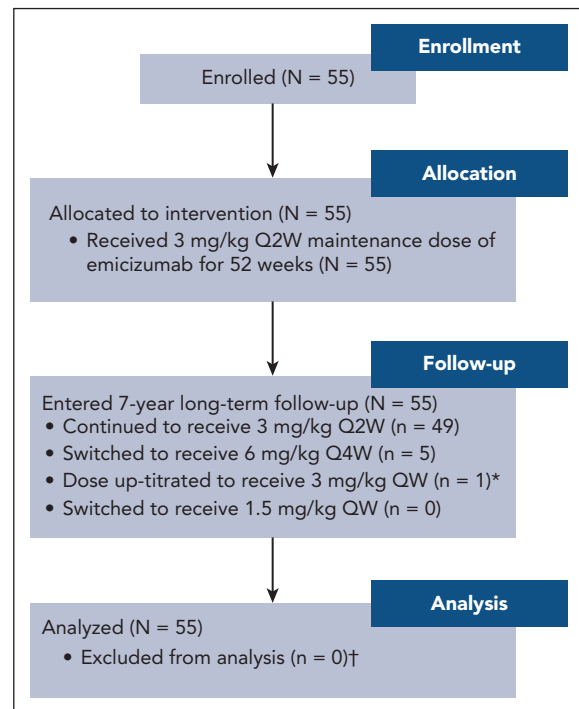 Enrollment
Enrolled (N = 55)
Allocation
Allocated to intervention (N = 55)
• Received 3 mg/kg Q2W maintenance dose of
emicizumab for 52 weeks (N = 55)
Follow-up
Entered 7-year long-term follow-up (N = 55)
• Continued to receive 3 mg/kg Q2W (n = 49)
• Switched to receive 6 mg/kg Q4W (n = 5)
• Dose up-titrated to receive 3 mg/kg QW (n = 1)*
• Switched to receive 1.5 mg/kg QW (n = 0)
Analysis
Analyzed (N = 55)
• Excluded from analysis (n = 0)†